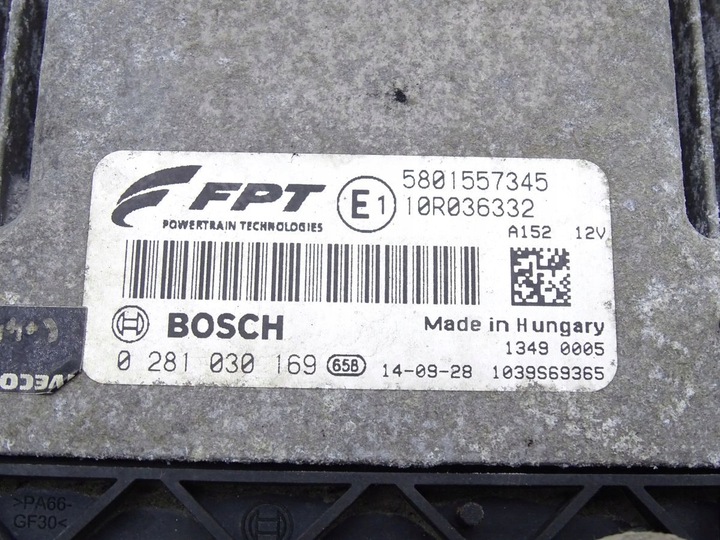 FPT
POWERTRAIN TECHNOLOGIES
E1
5801557345
10R036332
A152 12V
BOSCH
Made in Hungary
1349 0005
0 281 030 169 658 14-09-28 1039S69365
IVECO
>PA66-
GF30<